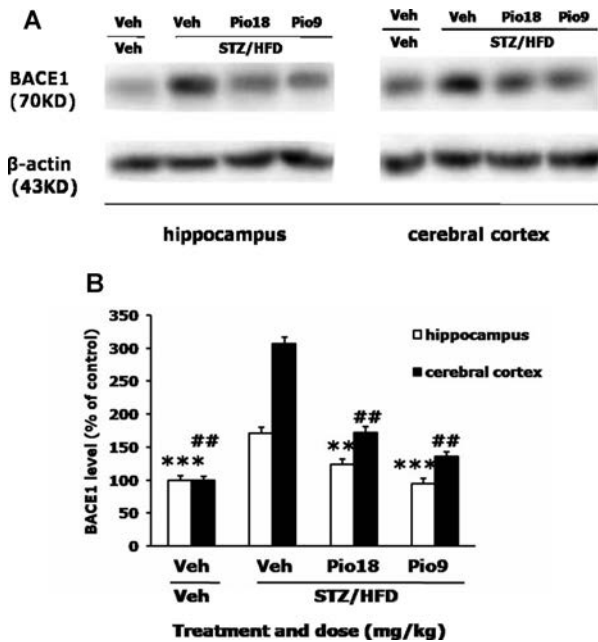 A
Veh Veh Pio18 Pio9
Veh STZ/HFD
Veh Veh Pio18 Pio9
Veh STZ/HFD
BACE1
(70KD)
β-actin
(43KD)
hippocampus cerebral cortex
B
BACE1 level (% of control)
350
300
250
200
150
100
50
0
hippocampus
cerebral cortex
*** ##
** ##
*** ##
Veh Veh Pio18 Pio9
Veh STZ/HFD
Treatment and dose (mg/kg)